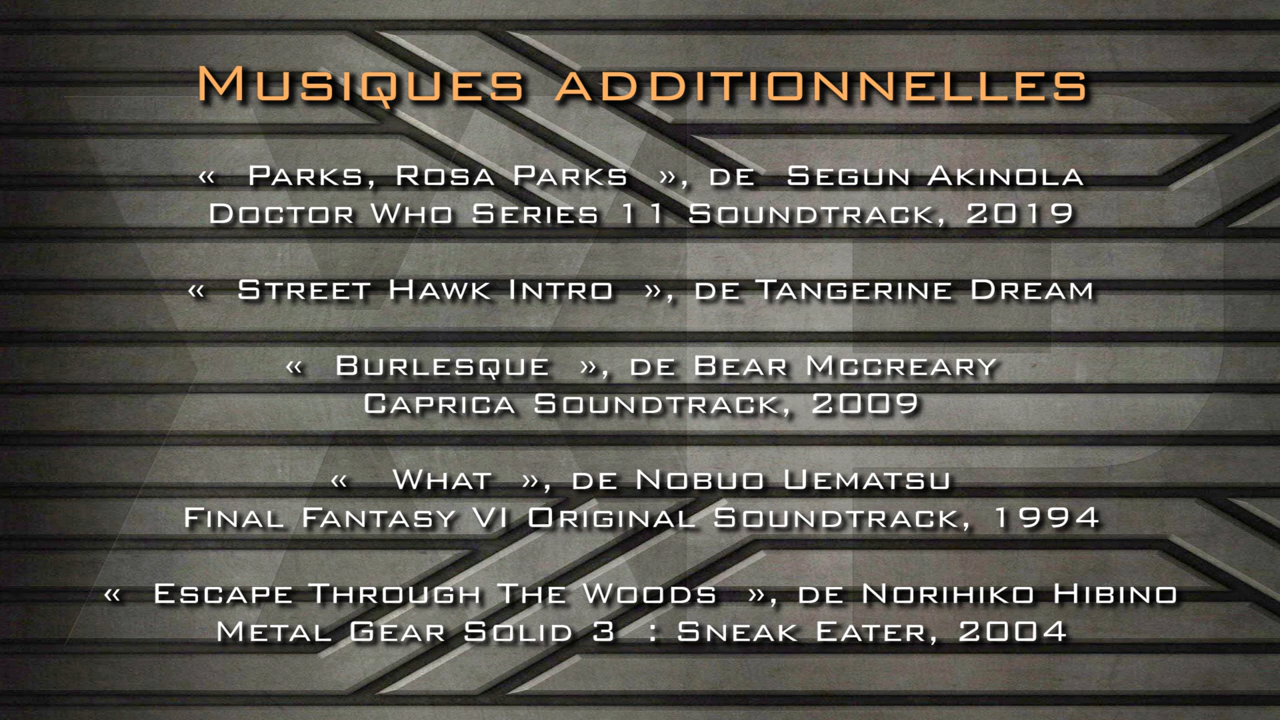 Musiques additionnelles
« Parks, Rosa Parks », de Segun Akinola
Doctor Who Series 11 Soundtrack, 2019
« Street Hawk Intro », de Tangerine Dream
« Burlesque », de Bear Mccreary
Caprica Soundtrack, 2009
« What », de Nobuo Uematsu
Final Fantasy VI Original Soundtrack, 1994
« Escape Through The Woods », de Norihiko Hibino
Metal Gear Solid 3 : Sneak Eater, 2004